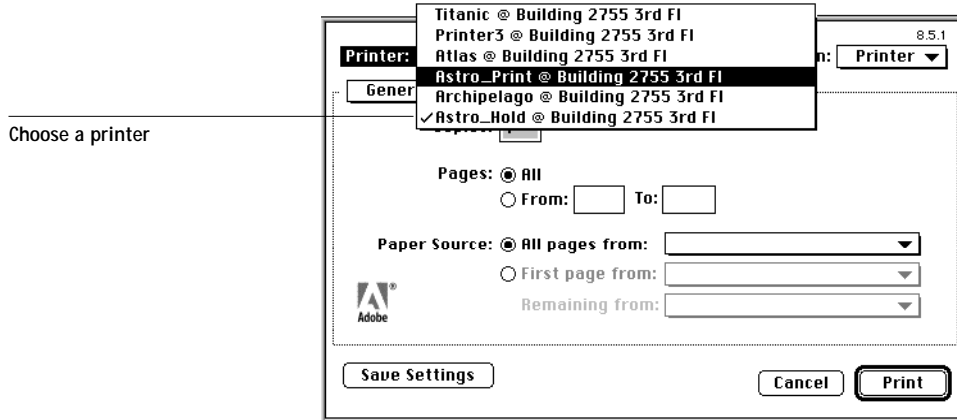 Titanic @ Building 2755 3rd Fl
Printer3 @ Building 2755 3rd Fl
8.5.1
Printer:
Atlas @ Building 2755 3rd Fl
n:
Printer
Astro_Print @ Building 2755 3rd Fl
Gener
Archipelago @ Building 2755 3rd Fl
✓Astro_Hold @ Building 2755 3rd Fl
Choose a printer
Pages:
All
From:
To:
Paper Source:
All pages from:
First page from:
Remaining from:
Adobe®
Save Settings
Cancel
Print